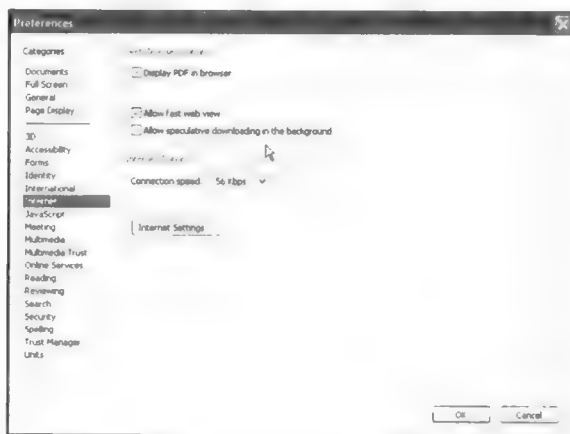 Preferences
Categories
Documents
Full Screen
General
Page Display
3D
Accessibility
Forms
Identity
International
Internet
JavaScript
Meeting
Multimedia
Multimedia Trust
Online Services
Reading
Reviewing
Search
Security
Spelling
Trust Manager
Units
Display PDF in browser
Allow fast web view
Allow speculative downloading in the background
Connection speed: 56 Kbps
Internet Settings
OK
Cancel